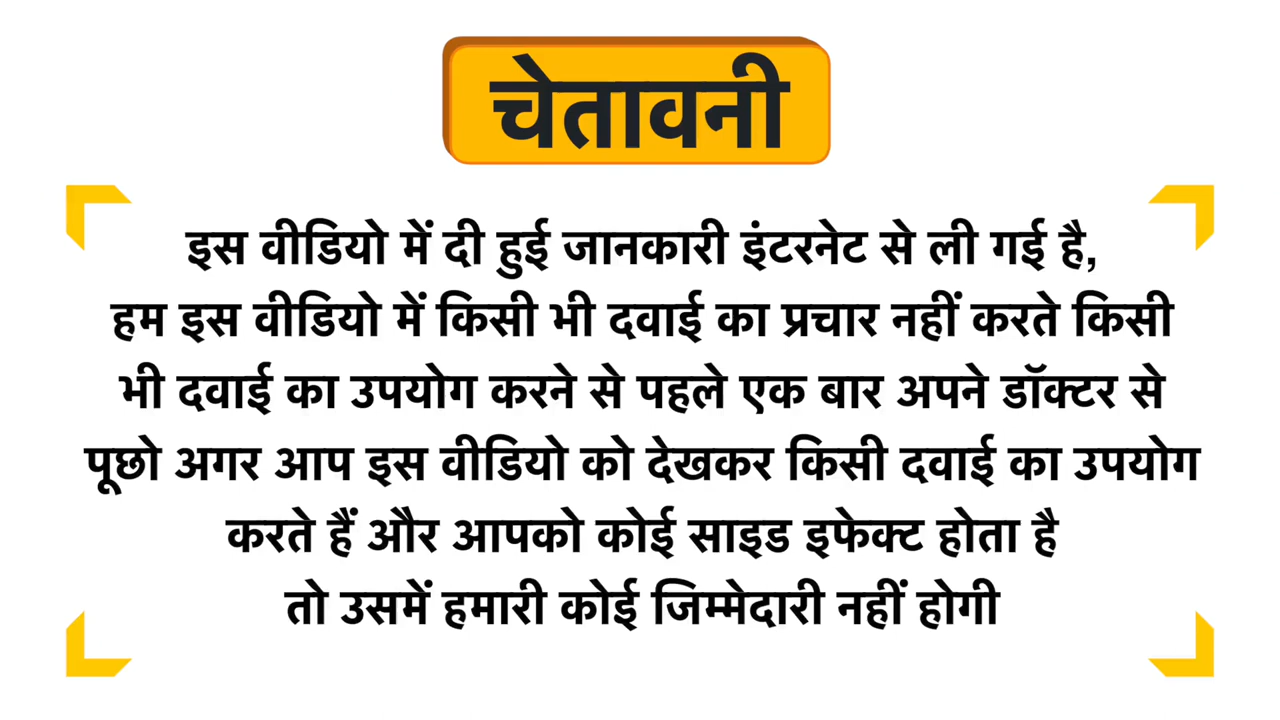 चेतावनी
इस वीडियो में दी हुई जानकारी इंटरनेट से ली गई है,
हम इस वीडियो में किसी भी दवाई का प्रचार नहीं करते किसी
भी दवाई का उपयोग करने से पहले एक बार अपने डॉक्टर से
पूछो अगर आप इस वीडियो को देखकर किसी दवाई का उपयोग
करते हैं और आपको कोई साइड इफेक्ट होता है
तो उसमें हमारी कोई जिम्मेदारी नहीं होगी